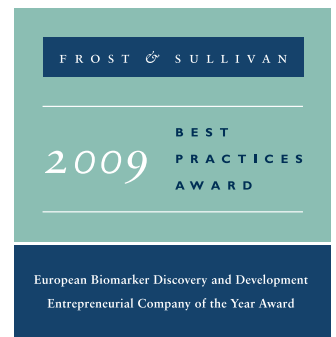 FROST & SULLIVAN
BEST
2009 PRACTICES
AWARD
European Biomarker Discovery and Development
Entrepreneurial Company of the Year Award